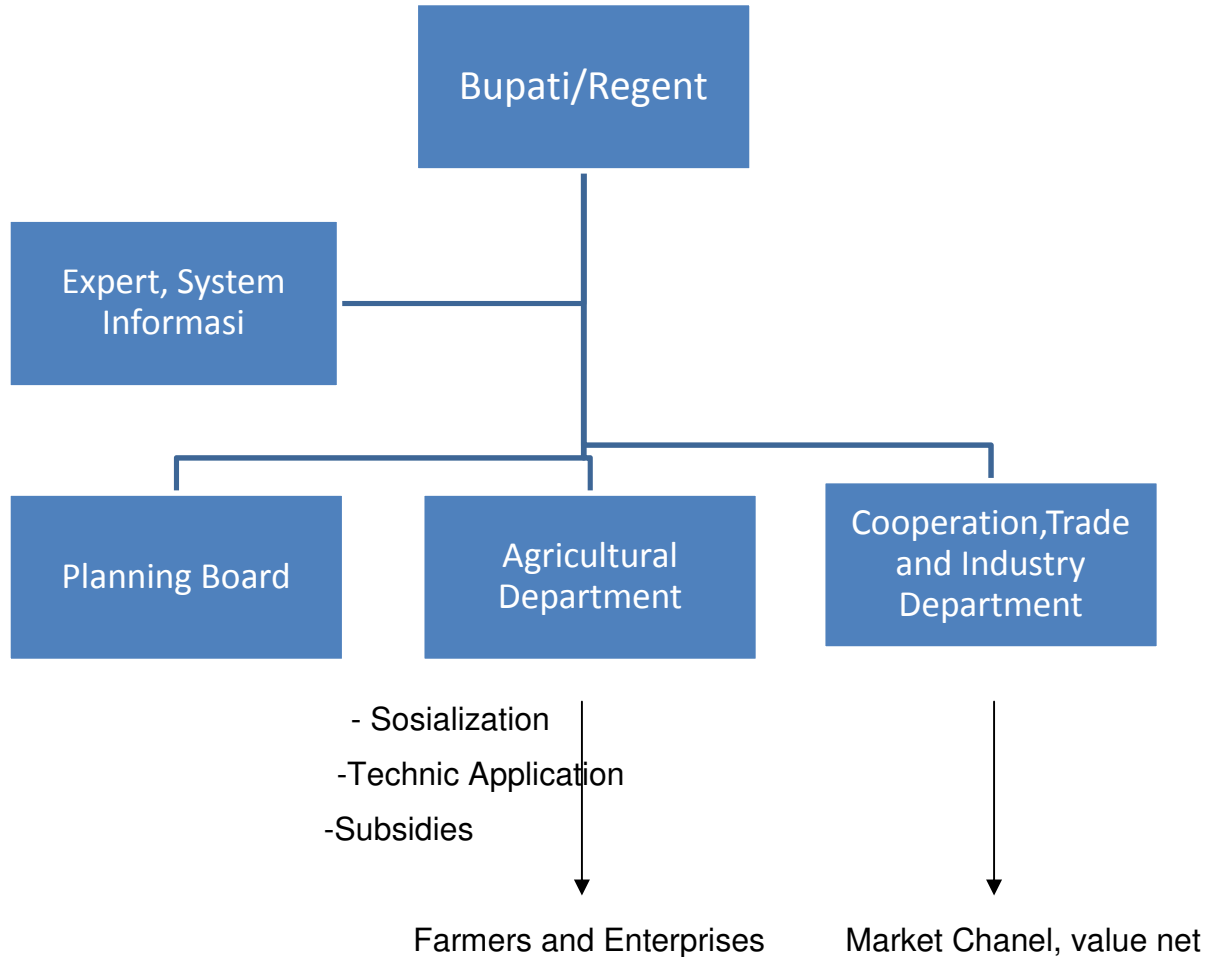 Bupati/Regent
Expert, System
Informasi
Planning Board
Agricultural
Department
Cooperation,Trade
and Industry
Department
- Sosialization
-Technic Application
-Subsidies
Farmers and Enterprises
Market Chanel, value net